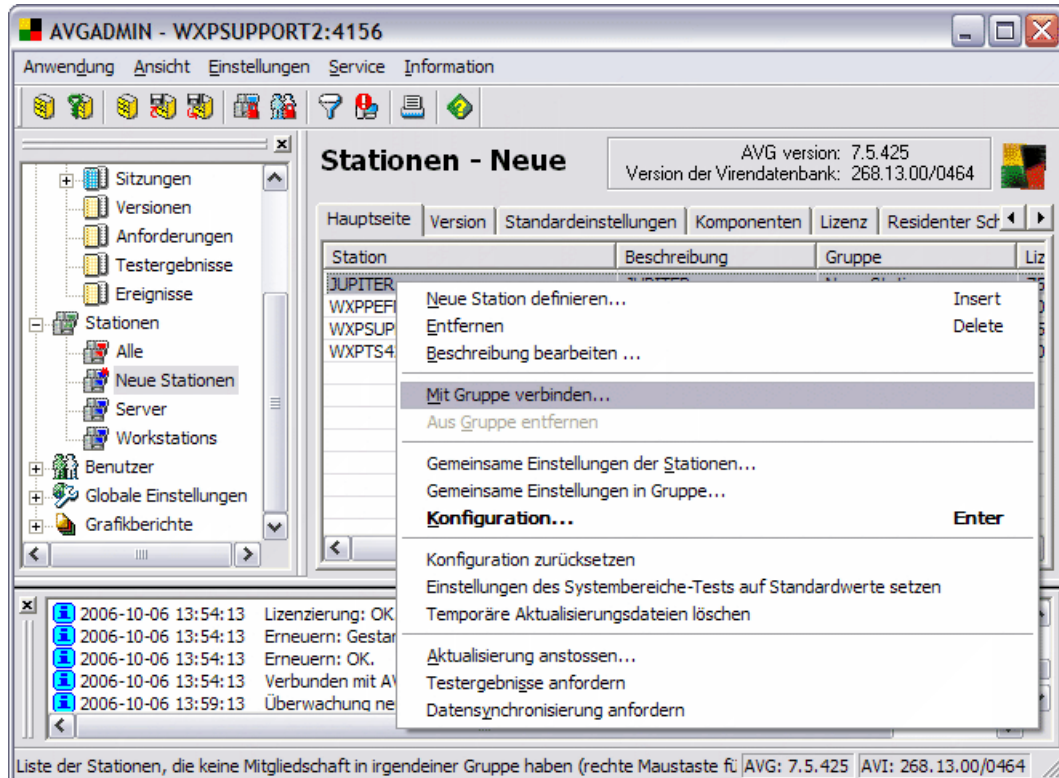 AVGADMIN - WXPSUPPORT2:4156
Anwendung Ansicht Einstellungen Service Information
Sitzungen
Versionen
Anforderungen
Testergebnisse
Ereignisse
Stationen
Alle
Neue Stationen
Server
Workstations
Benutzer
Globale Einstellungen
Grafikberichte
Stationen - Neue
AVG version: 7.5.425
Version der Virendatenbank: 268.13.00/0464
Hauptseite Version Standardeinstellungen Komponenten Lizenz Residenter Sch
Station Beschreibung Gruppe Liz
JUPITER JUPITER
WXPPEF
WXPSUP
WXPTS4
Neue Station definieren... Insert
Entfernen Delete
Beschreibung bearbeiten ...
Mit Gruppe verbinden...
Aus Gruppe entfernen
Gemeinsame Einstellungen der Stationen...
Gemeinsame Einstellungen in Gruppe...
Konfiguration... Enter
Konfiguration zurücksetzen
Einstellungen des Systembereiche-Tests auf Standardwerte setzen
Temporäre Aktualisierungsdateien löschen
Aktualisierung anstossen...
Testergebnisse anfordern
Datensynchronisierung anfordern
2006-10-06 13:54:13 Lizenzierung: OK
2006-10-06 13:54:13 Erneuern: Gestar
2006-10-06 13:54:13 Erneuern: OK.
2006-10-06 13:54:13 Verbunden mit AV
2006-10-06 13:59:13 Überwachung ne
Liste der Stationen, die keine Mitgliedschaft in irgendeiner Gruppe haben (rechte Maustaste fü AVG: 7.5.425 AVI: 268.13.00/0464